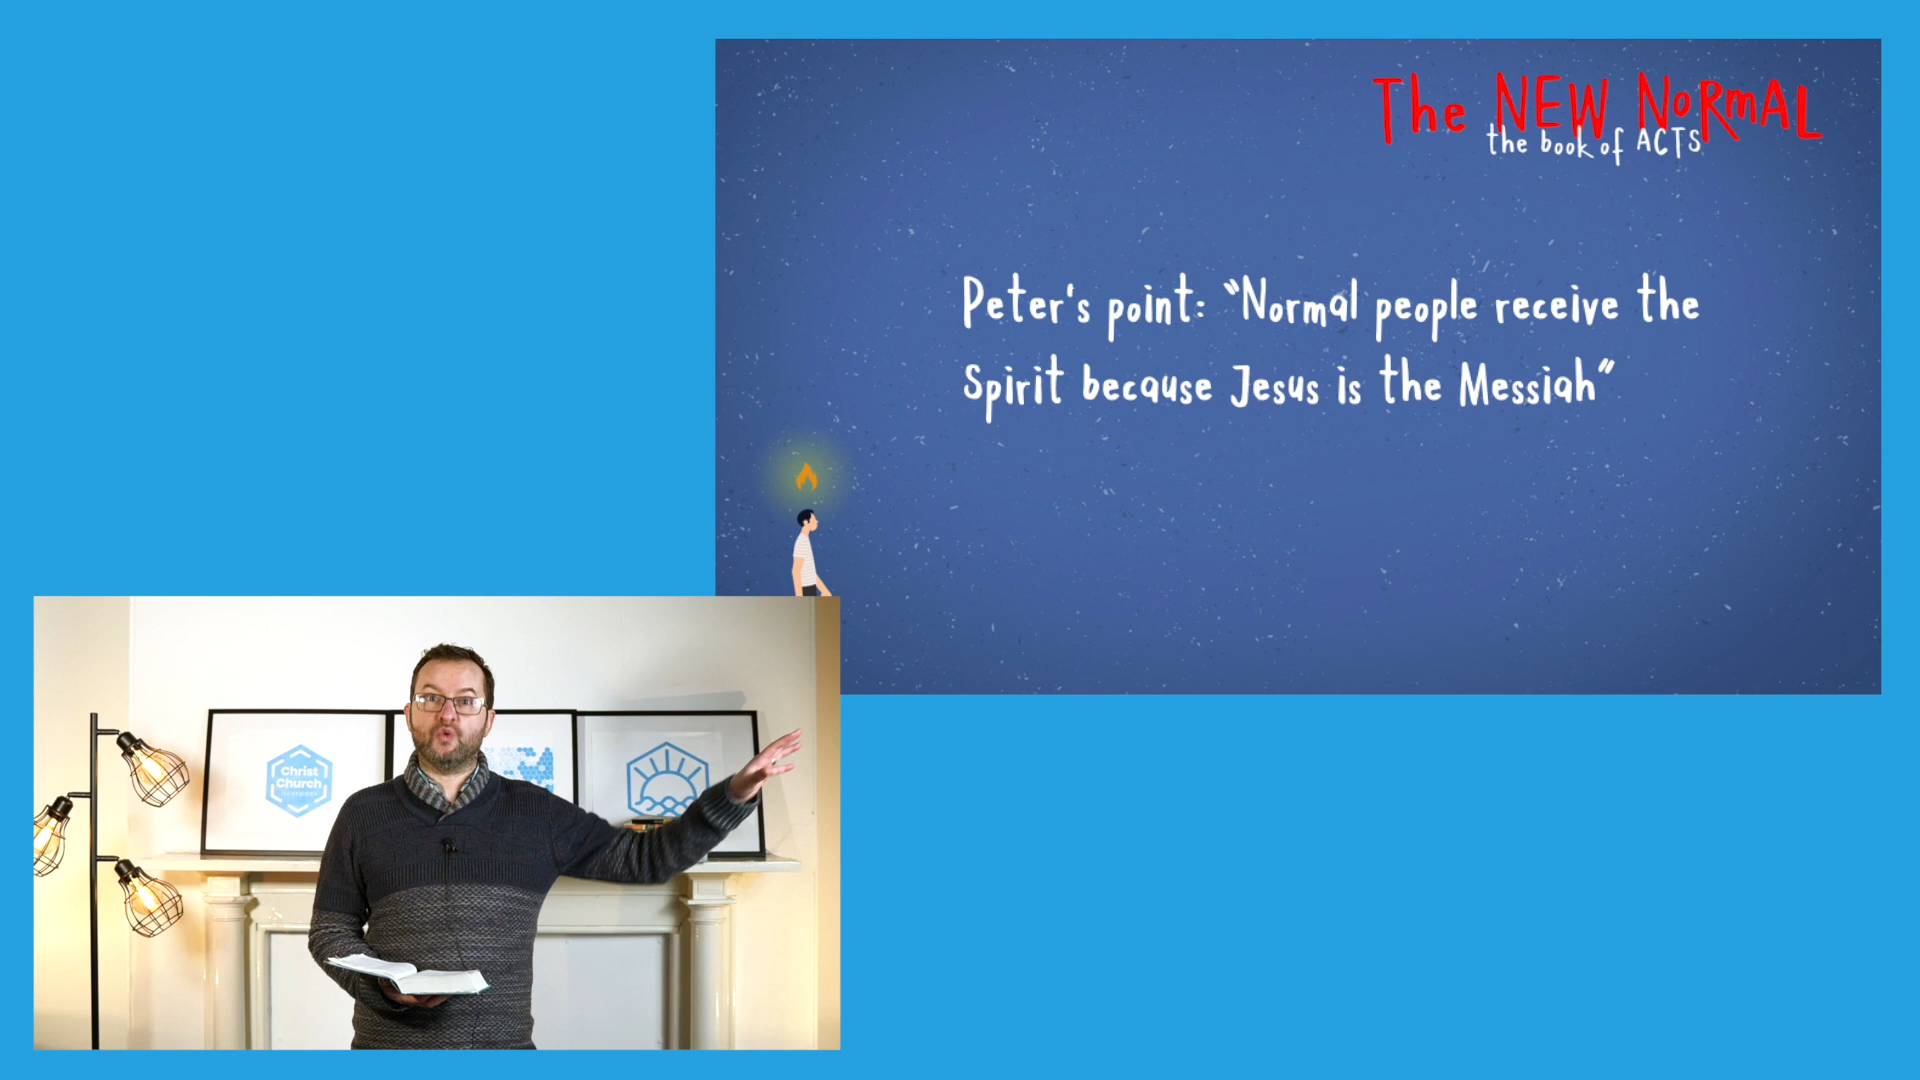 The NEW NoRmAL
the book of ACTS
Peter's point: "Normal people receive the
Spirit because Jesus is the Messiah"
Christ
Church
liverpool